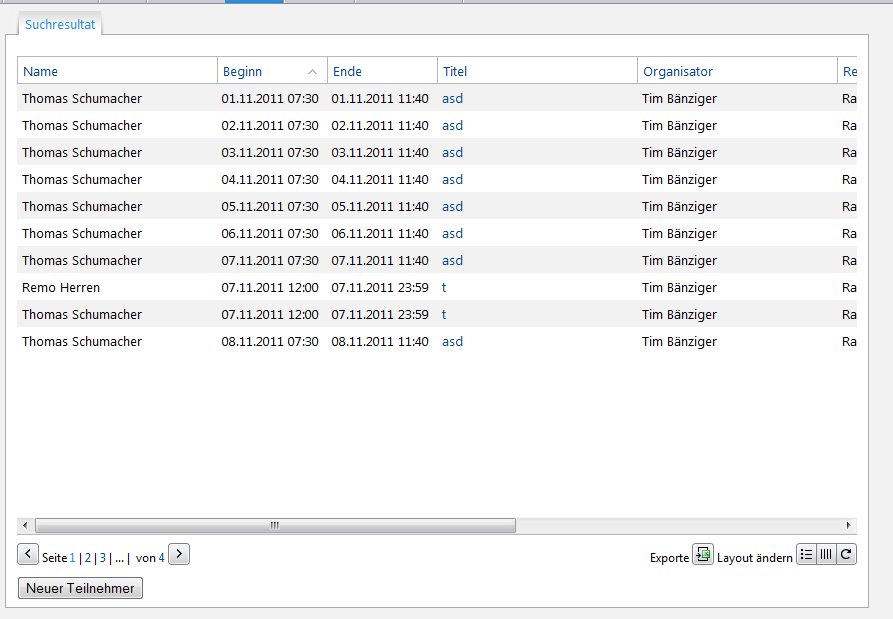 Suchresultat
Name Beginn Ende Titel Organisator Re
Thomas Schumacher 01.11.2011 07:30 01.11.2011 11:40 asd Tim Bänziger Ra
Thomas Schumacher 02.11.2011 07:30 02.11.2011 11:40 asd Tim Bänziger Ra
Thomas Schumacher 03.11.2011 07:30 03.11.2011 11:40 asd Tim Bänziger Ra
Thomas Schumacher 04.11.2011 07:30 04.11.2011 11:40 asd Tim Bänziger Ra
Thomas Schumacher 05.11.2011 07:30 05.11.2011 11:40 asd Tim Bänziger Ra
Thomas Schumacher 06.11.2011 07:30 06.11.2011 11:40 asd Tim Bänziger Ra
Thomas Schumacher 07.11.2011 07:30 07.11.2011 11:40 asd Tim Bänziger Ra
Remo Herren 07.11.2011 12:00 07.11.2011 23:59 t Tim Bänziger Ra
Thomas Schumacher 07.11.2011 12:00 07.11.2011 23:59 t Tim Bänziger Ra
Thomas Schumacher 08.11.2011 07:30 08.11.2011 11:40 asd Tim Bänziger Ra
Seite 1 | 2 | 3 | ... | von 4 Exporte Layout ändern
Neuer Teilnehmer